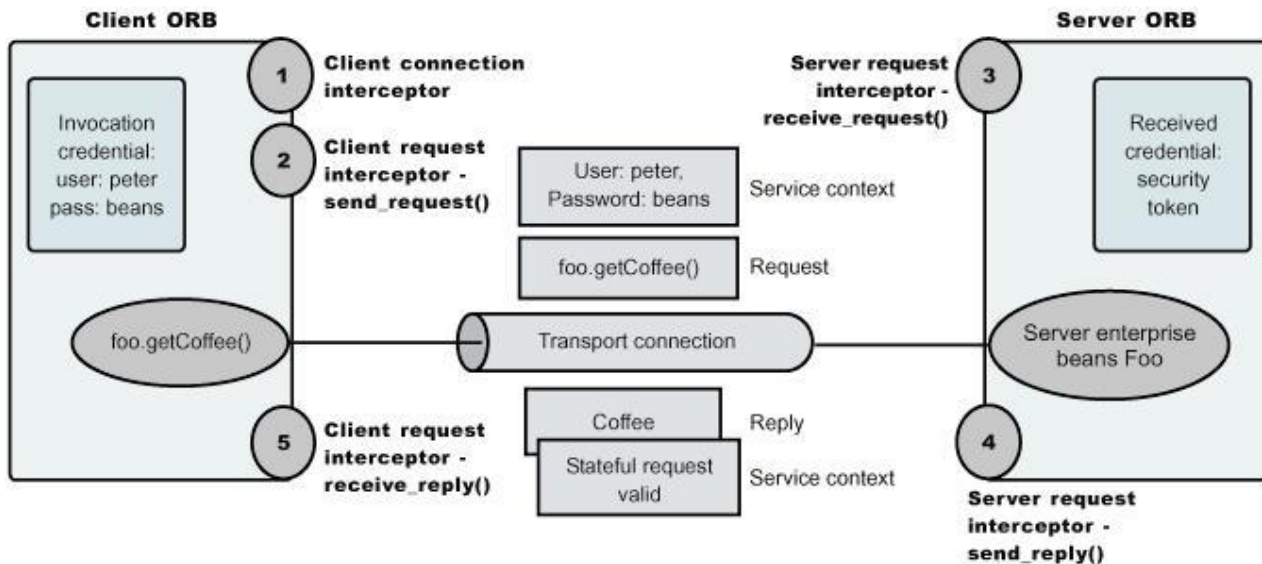 Client ORB
Server ORB
1
Client connection
interceptor
Invocation
credential:
user: peter
pass: beans
2
Client request
interceptor -
send_request()
User: peter,
Password: beans
Service context
foo.getCoffee()
Request
Server request
interceptor -
receive_request()
3
Received
credential:
security
token
foo.getCoffee()
Transport connection
Server enterprise
beans Foo
5
Client request
interceptor -
receive_reply()
Coffee
Reply
Stateful request
valid
Service context
4
Server request
interceptor -
send_reply()